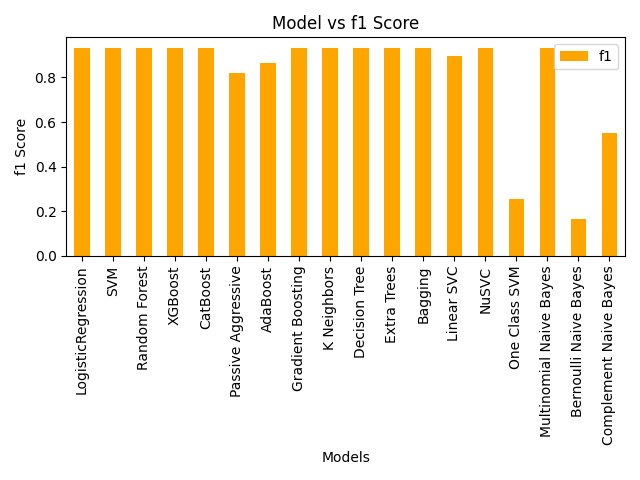 Model vs f1 Score
f1
f1 Score
0.8
0.6
0.4
0.2
0.0
LogisticRegression
SVM
Random Forest
XGBoost
CatBoost
Passive Aggressive
AdaBoost
Gradient Boosting
K Neighbors
Decision Tree
Extra Trees
Bagging
Linear SVC
NuSVC
One Class SVM
Multinomial Naive Bayes
Bernoulli Naive Bayes
Complement Naive Bayes
Models